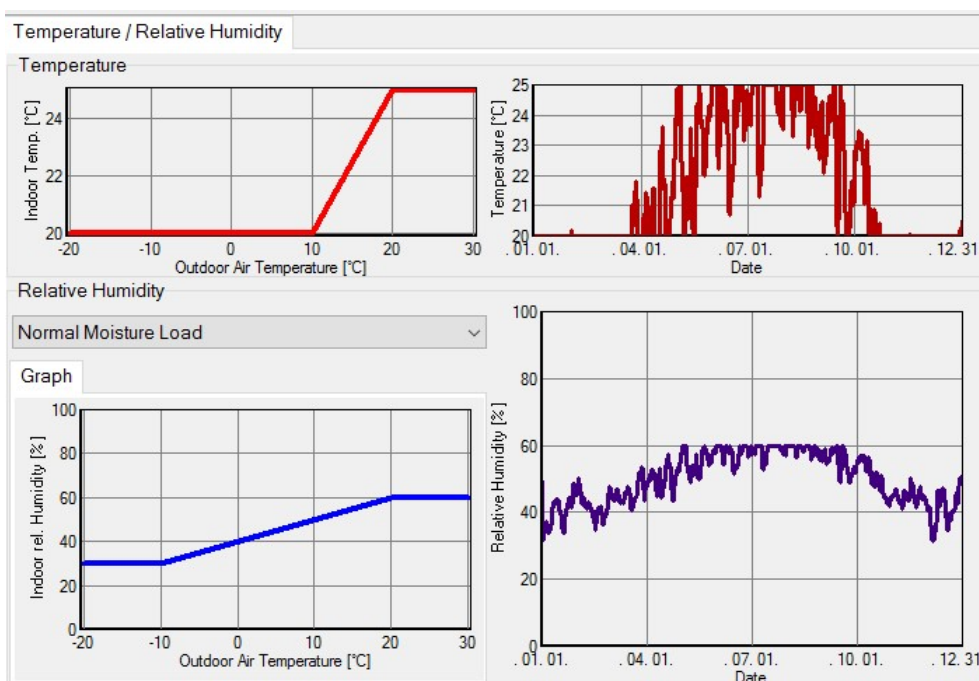 Temperature / Relative Humidity
Temperature
Indoor Temp. [°C]
24
22
20
-20 -10 0 10 20 30
Outdoor Air Temperature [°C]
Temperature [°C]
25
24
23
22
21
20
. 01. 01. . 04. 01. . 07. 01. . 10. 01. . 12. 31
Date
Relative Humidity
Normal Moisture Load
Graph
Indoor rel. Humidity [%]
100
80
60
40
20
0
-20 -10 0 10 20 30
Outdoor Air Temperature [°C]
Relative Humidity [%]
100
80
60
40
20
0
. 01. 01. . 04. 01. . 07. 01. . 10. 01. . 12. 31
Date